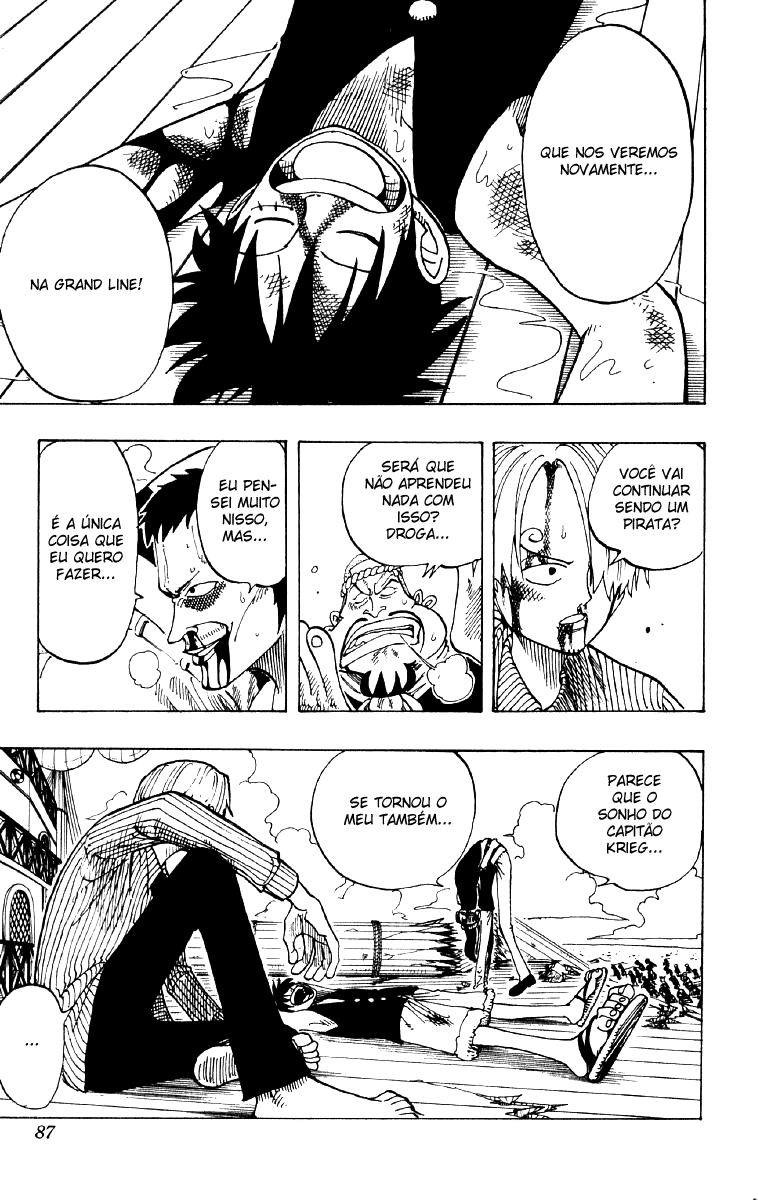 QUE NOS VEREMOS
NOVAMENTE...
NA GRAND LINE!
VOCÊ VAI
CONTINUAR
SENDO UM
PIRATA?
SERÁ QUE
NÃO APRENDEU
NADA COM
ISSO?
DROGA...
EU PEN-
SEI MUITO
NISSO,
MAS...
É A ÚNICA
COISA QUE
EU QUERO
FAZER...
PARECE
QUE O
SONHO DO
CAPITÃO
KRIEG...
SE TORNOU O
MEU TAMBÉM...
...
87